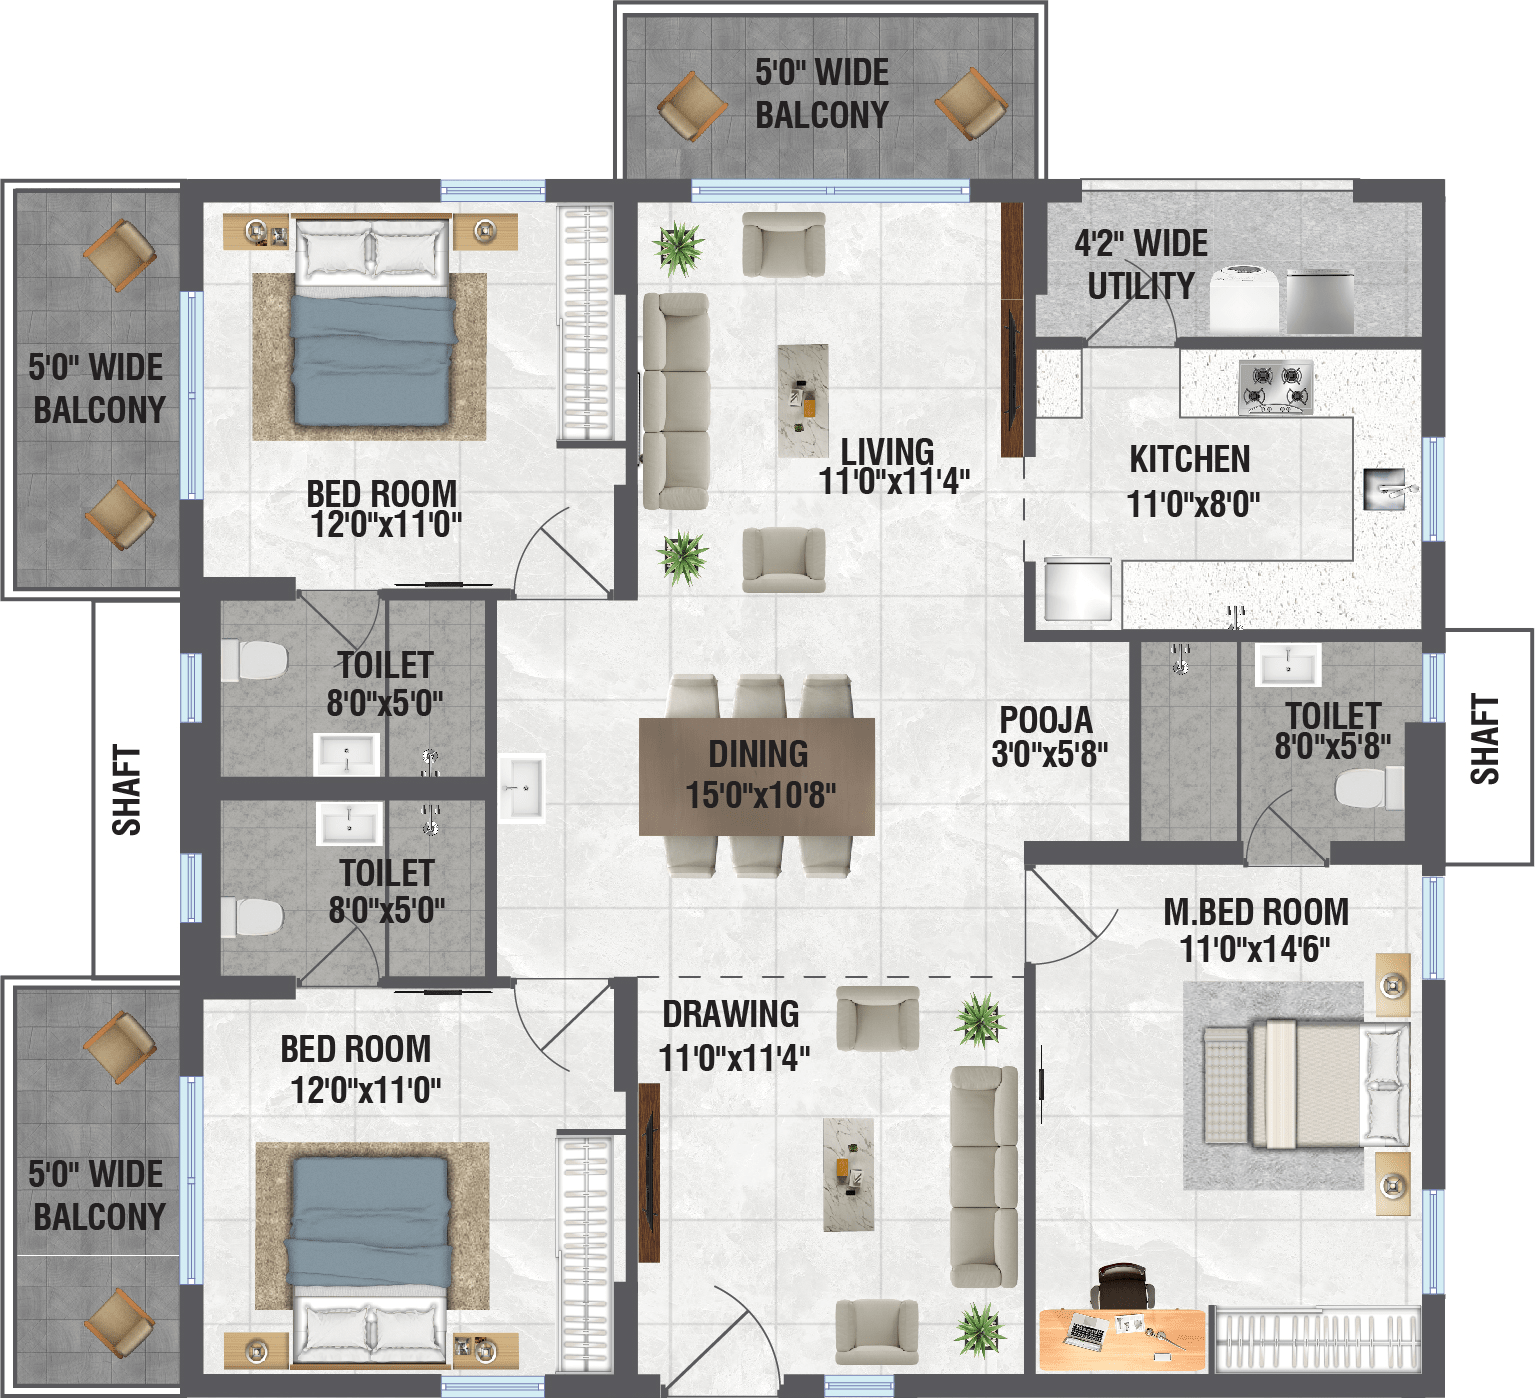 5'0" WIDE
BALCONY
4'2" WIDE
UTILITY
5'0" WIDE
BALCONY
LIVING
11'0"x11'4"
KITCHEN
11'0"x8'0"
BED ROOM
12'0"x11'0"
TOILET
8'0"x5'0"
POOJA
3'0"x5'8"
TOILET
8'0"x5'8"
SHAFT
DINING
15'0"x10'8"
SHAFT
TOILET
8'0"x5'0"
M.BED ROOM
11'0"x14'6"
DRAWING
11'0"x11'4"
BED ROOM
12'0"x11'0"
5'0" WIDE
BALCONY